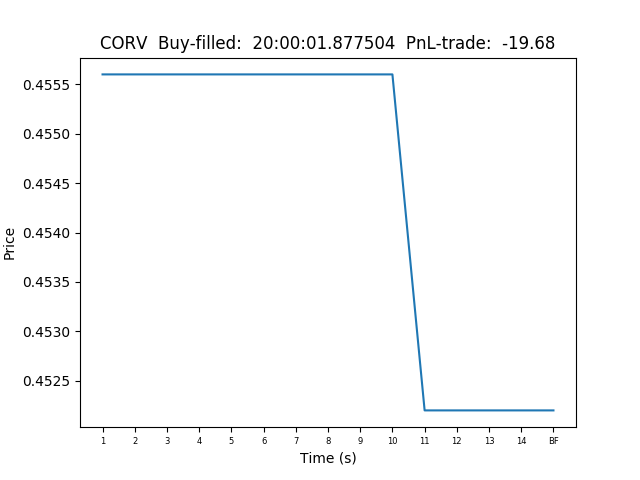 CORV  Buy-filled:  20:00:01.877504  PnL-trade:  -19.68
0.4555
0.4550
0.4545
0.4540
0.4535
0.4530
0.4525
Price
1 2 3 4 5 6 7 8 9 10 11 12 13 14 BF
Time (s)